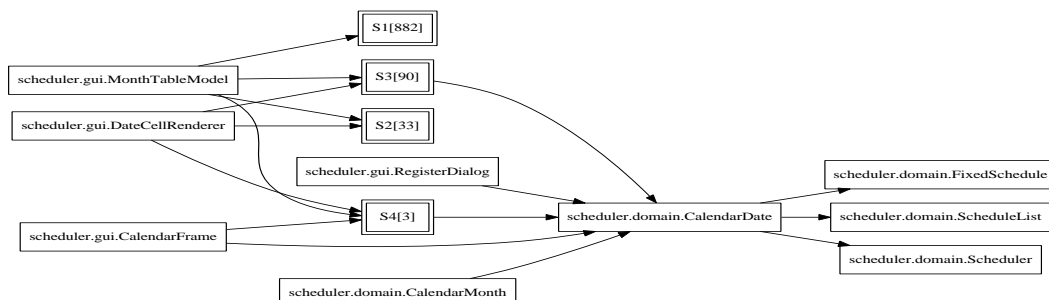 S1[882]
scheduler.gui.MonthTableModel
S3[90]
scheduler.gui.DateCellRenderer
S2[33]
scheduler.gui.RegisterDialog
scheduler.domain.FixedSchedule
S4[3]
scheduler.domain.CalendarDate
scheduler.domain.ScheduleList
scheduler.gui.CalendarFrame
scheduler.domain.Scheduler
scheduler.domain.CalendarMonth